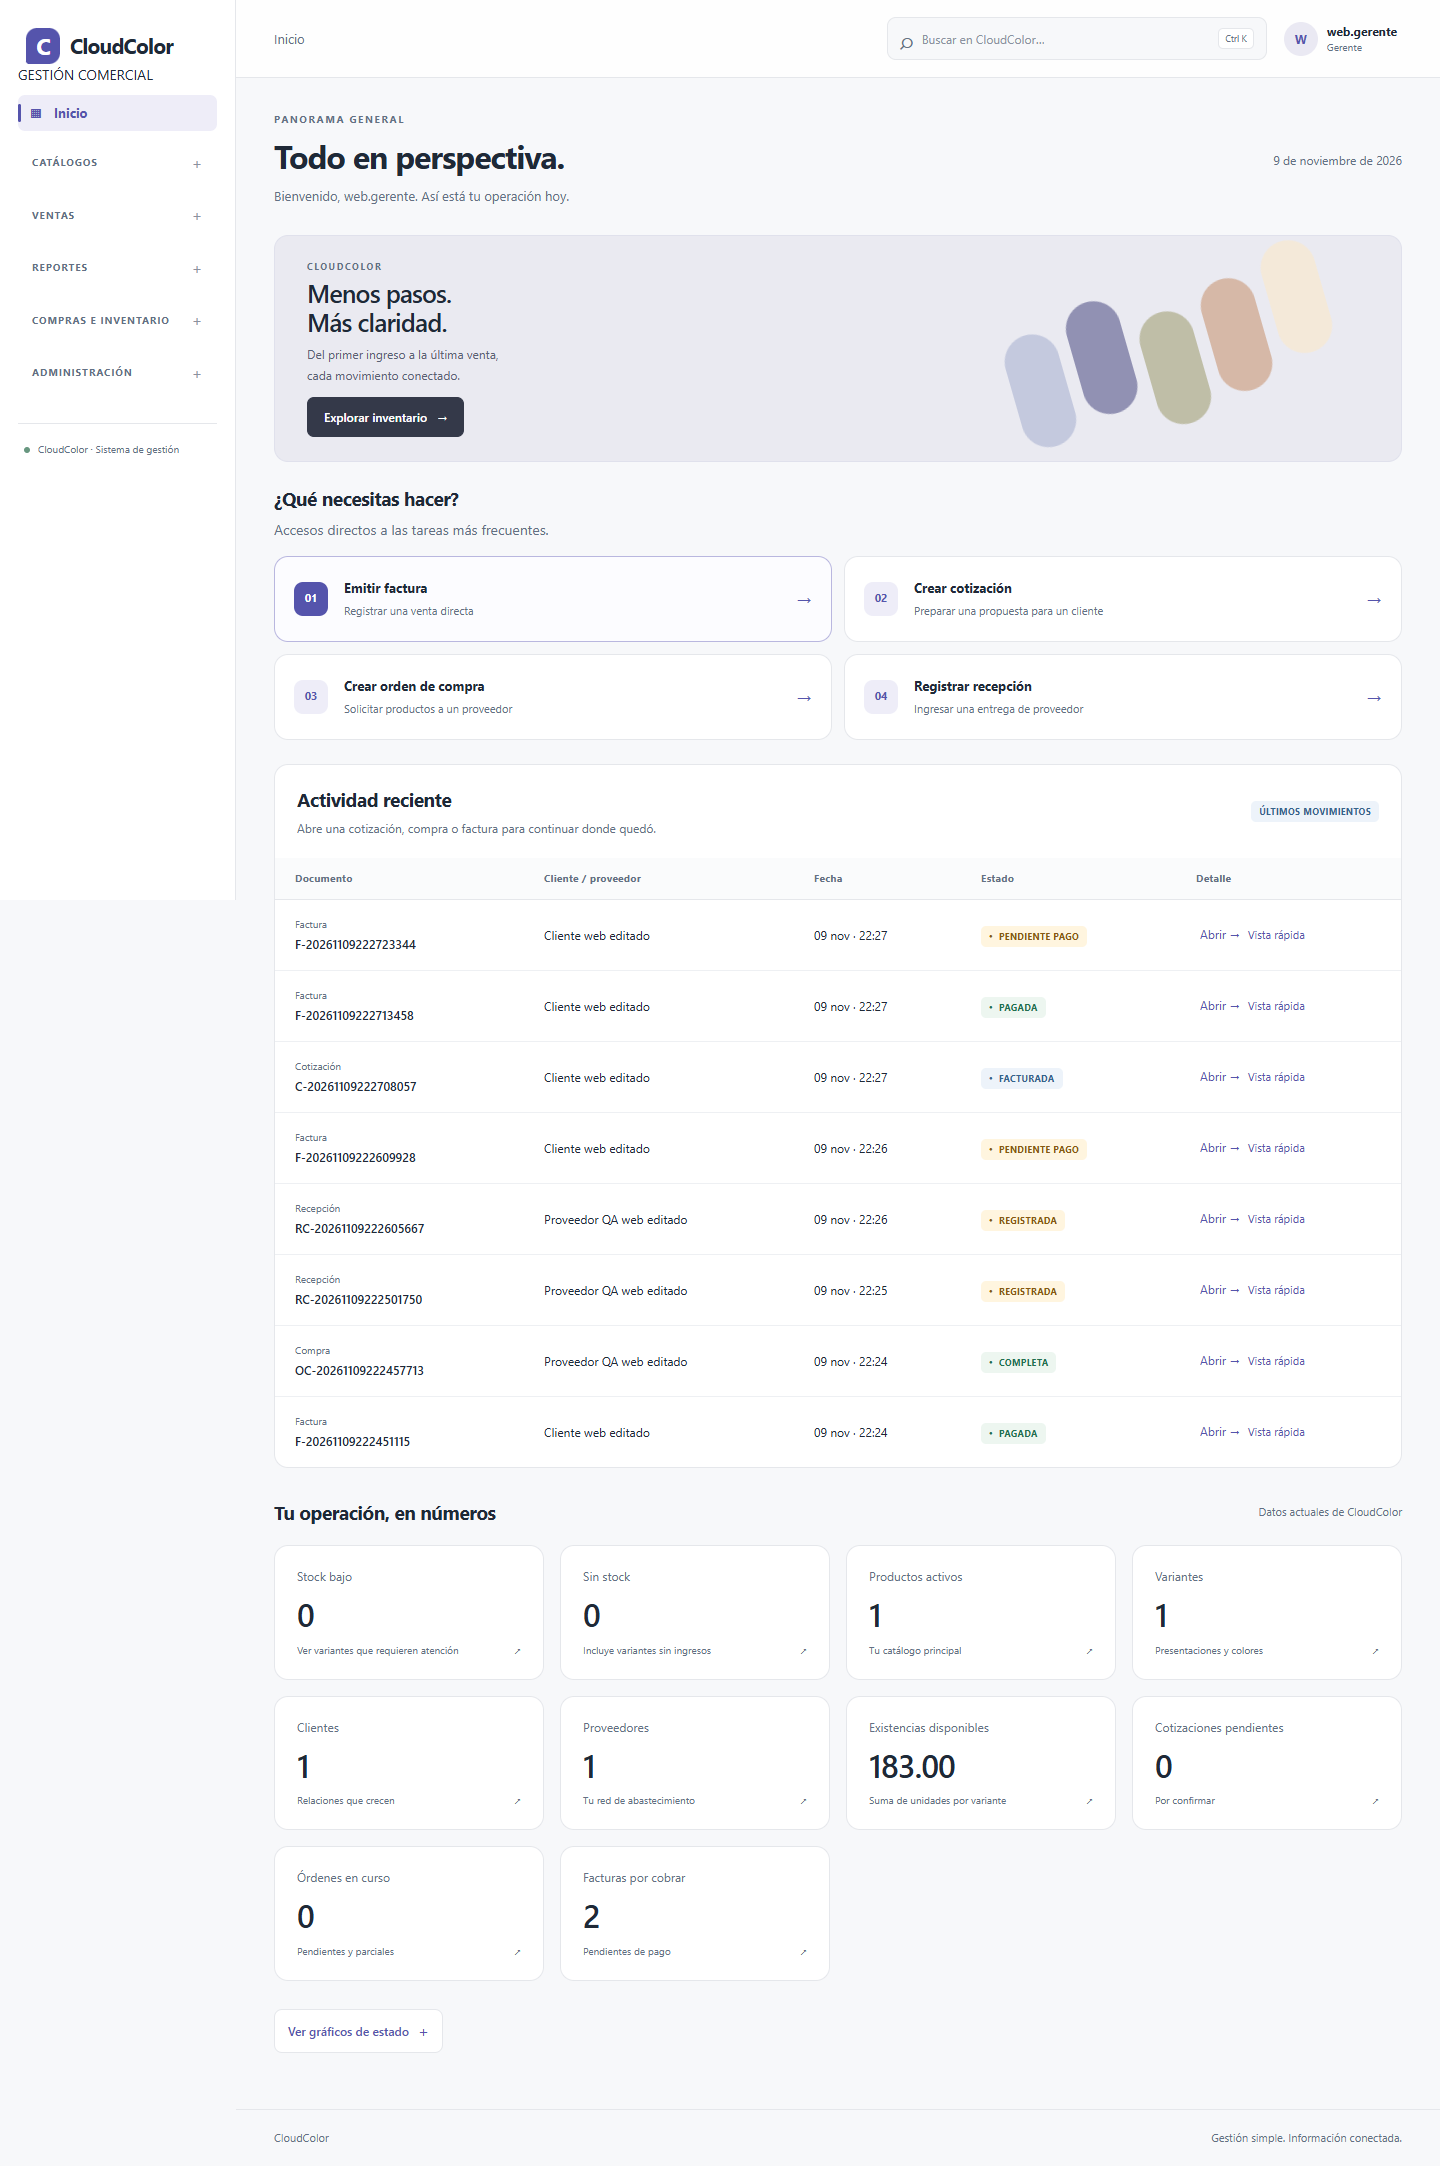 C CloudColor
GESTIÓN COMERCIAL
Inicio
CATÁLOGOS +
VENTAS +
REPORTES +
COMPRAS E INVENTARIO +
ADMINISTRACIÓN +
CloudColor · Sistema de gestión
Inicio
Buscar en CloudColor...
Ctrl K
W
web.gerente
Gerente
PANORAMA GENERAL
Todo en perspectiva.
9 de noviembre de 2026
Bienvenido, web.gerente. Así está tu operación hoy.
CLOUDCOLOR
Menos pasos.
Más claridad.
Del primer ingreso a la última venta,
cada movimiento conectado.
Explorar inventario →
¿Qué necesitas hacer?
Accesos directos a las tareas más frecuentes.
01
Emitir factura
Registrar una venta directa
→
02
Crear cotización
Preparar una propuesta para un cliente
→
03
Crear orden de compra
Solicitar productos a un proveedor
→
04
Registrar recepción
Ingresar una entrega de proveedor
→
Actividad reciente
Abre una cotización, compra o factura para continuar donde quedó.
ÚLTIMOS MOVIMIENTOS
Documento Cliente / proveedor Fecha Estado Detalle
Factura
F-20261109222723344 Cliente web editado 09 nov · 22:27 • PENDIENTE PAGO Abrir → Vista rápida
Factura
F-20261109222713458 Cliente web editado 09 nov · 22:27 • PAGADA Abrir → Vista rápida
Cotización
C-20261109222708057 Cliente web editado 09 nov · 22:27 • FACTURADA Abrir → Vista rápida
Factura
F-20261109222609928 Cliente web editado 09 nov · 22:26 • PENDIENTE PAGO Abrir → Vista rápida
Recepción
RC-20261109222605667 Proveedor QA web editado 09 nov · 22:26 • REGISTRADA Abrir → Vista rápida
Recepción
RC-20261109222501750 Proveedor QA web editado 09 nov · 22:25 • REGISTRADA Abrir → Vista rápida
Compra
OC-20261109222457713 Proveedor QA web editado 09 nov · 22:24 • COMPLETA Abrir → Vista rápida
Factura
F-20261109222451115 Cliente web editado 09 nov · 22:24 • PAGADA Abrir → Vista rápida
Tu operación, en números
Datos actuales de CloudColor
Stock bajo
0
Ver variantes que requieren atención ↗
Sin stock
0
Incluye variantes sin ingresos ↗
Productos activos
1
Tu catálogo principal ↗
Variantes
1
Presentaciones y colores ↗
Clientes
1
Relaciones que crecen ↗
Proveedores
1
Tu red de abastecimiento ↗
Existencias disponibles
183.00
Suma de unidades por variante ↗
Cotizaciones pendientes
0
Por confirmar ↗
Órdenes en curso
0
Pendientes y parciales ↗
Facturas por cobrar
2
Pendientes de pago ↗
Ver gráficos de estado +
CloudColor
Gestión simple. Información conectada.